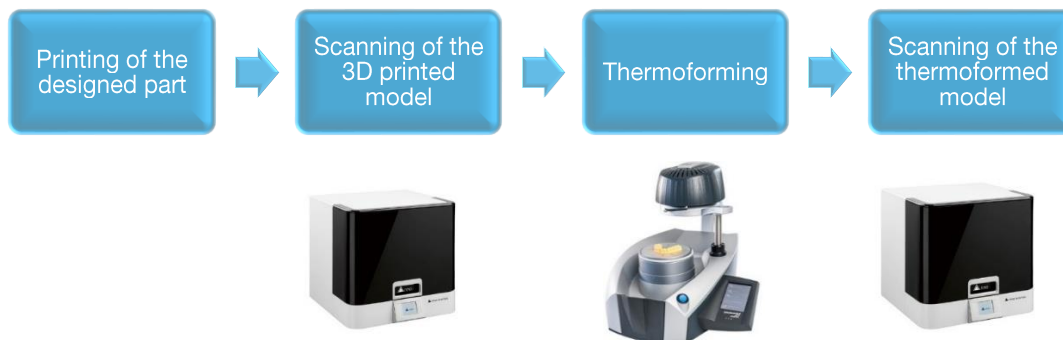 Printing of the
designed part
Scanning of the
3D printed
model
Thermoforming
Scanning of the
thermoformed
model